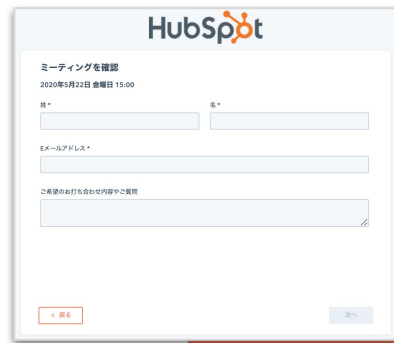 HubSpot
ミーティングを確認
2020年5月22日 金曜日 15:00
姓 * 名 *
Eメールアドレス *
ご希望のお打ち合わせ内容やご質問
< 戻る 次へ